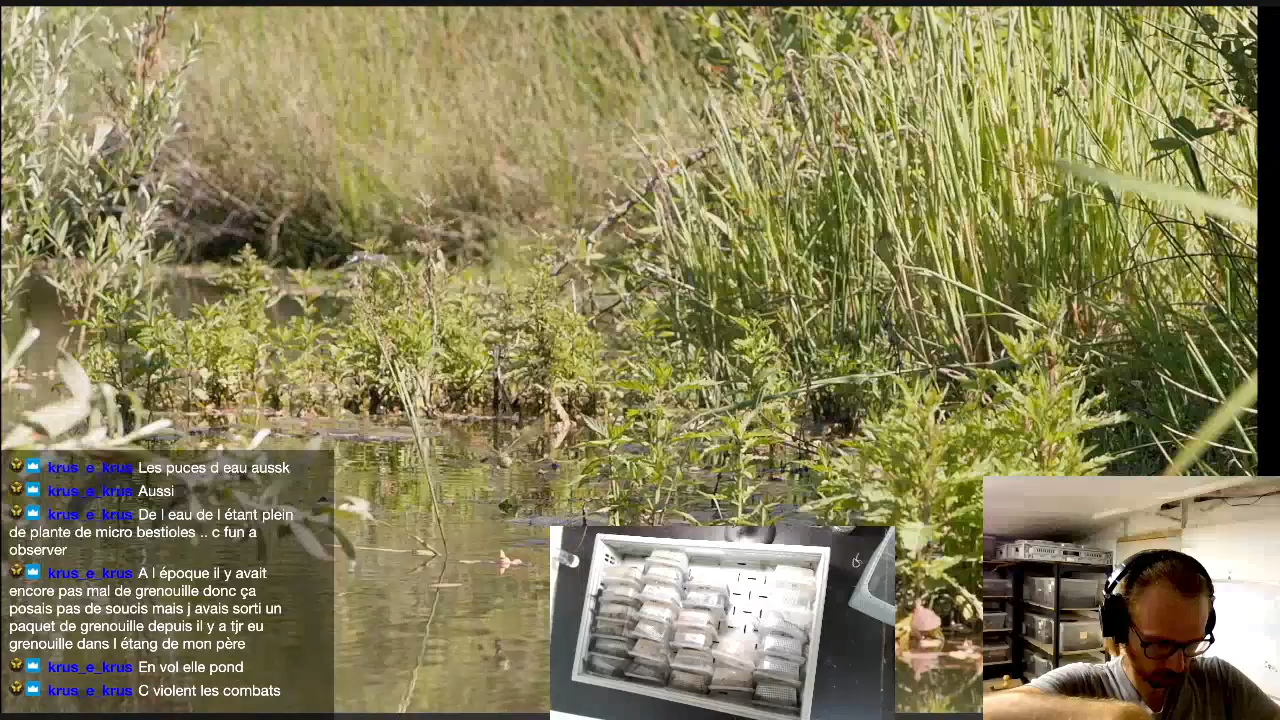 krus_e_krus Les puces d eau aussk
krus_e_krus Aussi
krus_e_krus De l eau de l étant plein
de plante de micro bestioles .. c fun a
observer
krus_e_krus A l époque il y avait
encore pas mal de grenouille donc ça
posais pas de soucis mais j avais sorti un
paquet de grenouille depuis il y a tjr eu
grenouille dans l étang de mon père
krus_e_krus En vol elle pond
krus_e_krus C violent les combats